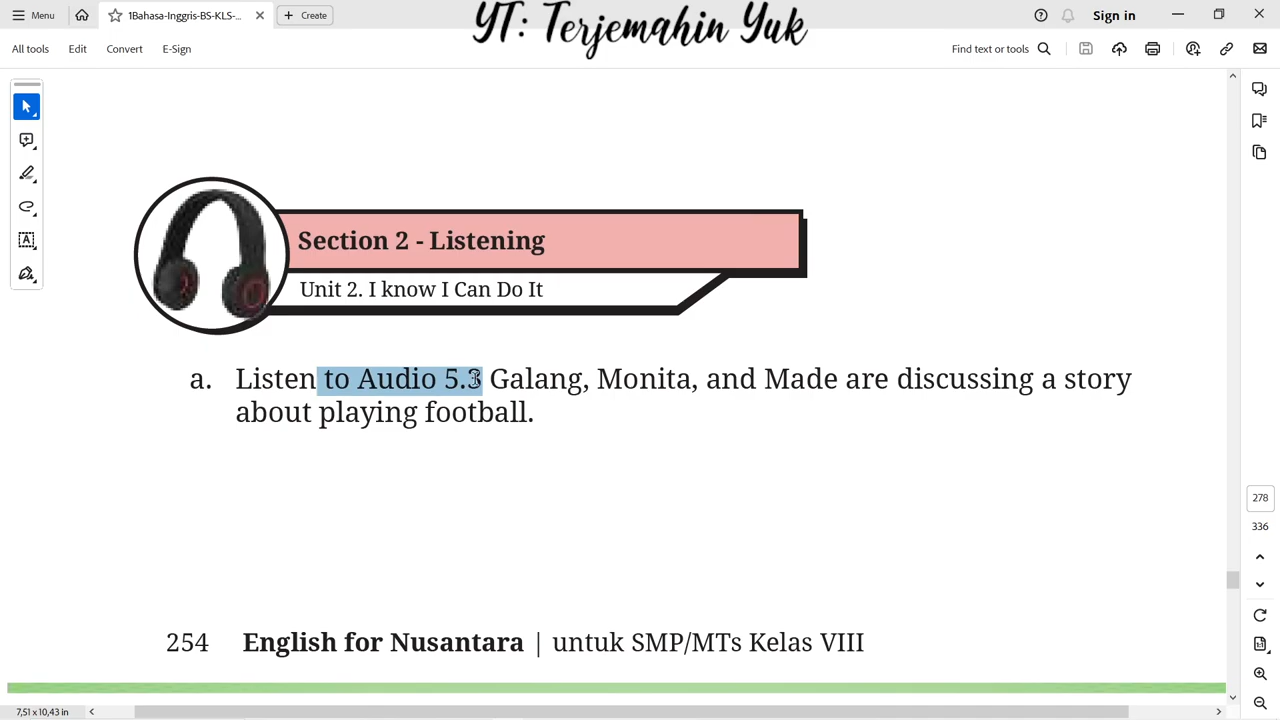 Menu
1Bahasa-Inggris-BS-KLS-...
Create
YT: Terjemahin Yuk
Sign in
All tools
Edit
Convert
E-Sign
Find text or tools
Section 2 - Listening
Unit 2. I know I Can Do It
a. Listen to Audio 5.3 Galang, Monita, and Made are discussing a story
about playing football.
278
336
254 English for Nusantara | untuk SMP/MTs Kelas VIII
7,51 x 10,43 in